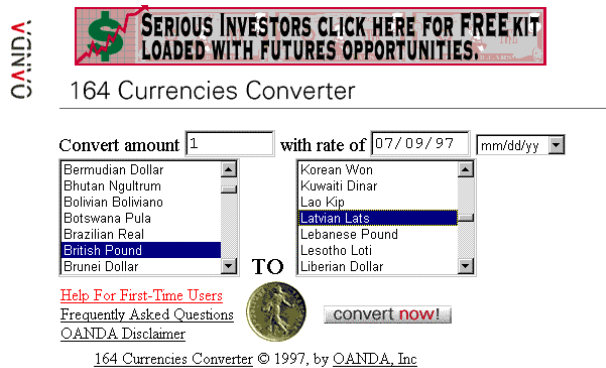 OANDA
SERIOUS INVESTORS CLICK HERE FOR FREE KIT
LOADED WITH FUTURES OPPORTUNITIES.
164 Currencies Converter
Convert amount 1 with rate of 07/09/97 mm/dd/yy
Bermudian Dollar
Bhutan Ngultrum
Bolivian Boliviano
Botswana Pula
Brazilian Real
British Pound
Brunei Dollar
TO
Korean Won
Kuwaiti Dinar
Lao Kip
Latvian Lats
Lebanese Pound
Lesotho Loti
Liberian Dollar
Help For First-Time Users
Frequently Asked Questions
OANDA Disclaimer
convert now!
164 Currencies Converter © 1997, by OANDA, Inc